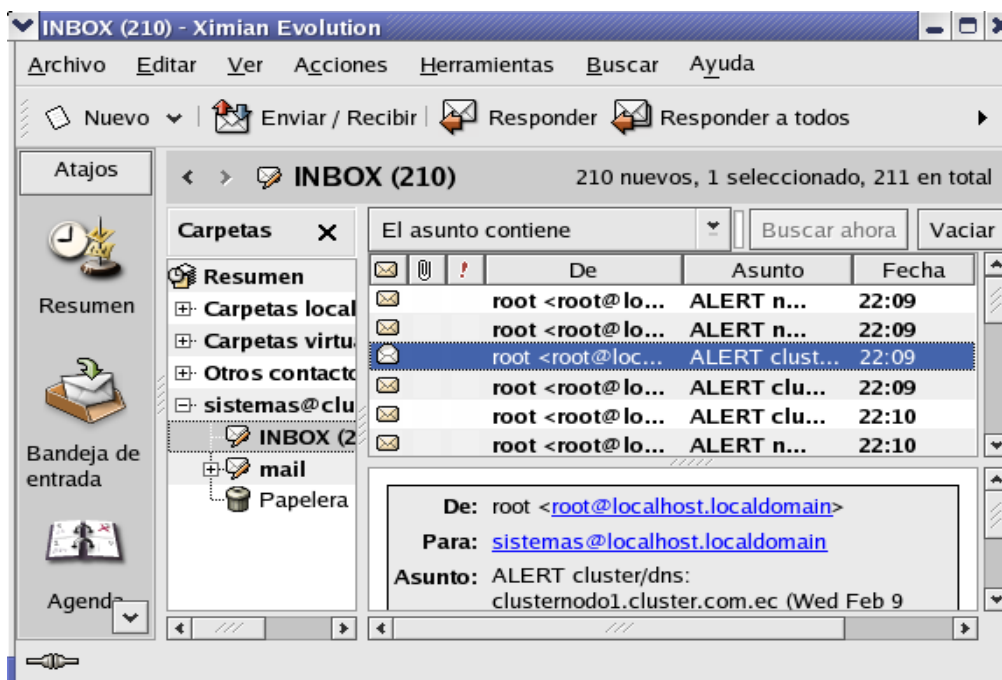 INBOX (210) - Ximian Evolution
Archivo Editar Ver Acciones Herramientas Buscar Ayuda
Nuevo Enviar / Recibir Responder Responder a todos
Atajos
INBOX (210) 210 nuevos, 1 seleccionado, 211 en total
Carpetas
El asunto contiene Buscar ahora Vaciar
De Asunto Fecha
Resumen
Resumen
Carpetas local
Carpetas virtu
Otros contacto
sistemas@clu
INBOX (2
mail
Papelera
root <root@lo... ALERT n... 22:09
root <root@lo... ALERT n... 22:09
root <root@loc... ALERT clust... 22:09
root <root@lo... ALERT clu... 22:09
root <root@lo... ALERT clu... 22:10
root <root@lo... ALERT n... 22:10
Bandeja de
entrada
Agenda
De: root <root@localhost.localdomain>
Para: sistemas@localhost.localdomain
Asunto: ALERT cluster/dns:
clusternodo1.cluster.com.ec (Wed Feb 9